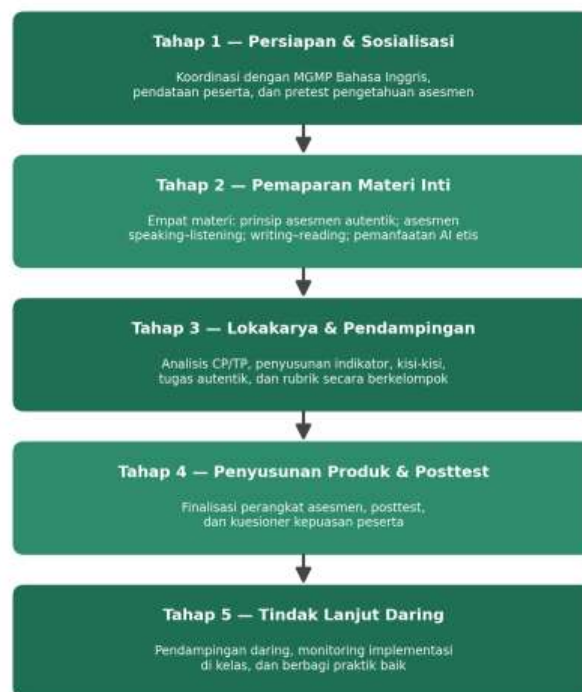 Tahap 1 — Persiapan & Sosialisasi
Koordinasi dengan MGMP Bahasa Inggris,
pendataan peserta, dan pretest pengetahuan asesmen
Tahap 2 — Pemaparan Materi Inti
Empat materi: prinsip asesmen autentik; asesmen
speaking–listening; writing–reading; pemanfaatan AI etis
Tahap 3 — Lokakarya & Pendampingan
Analisis CP/TP, penyusunan indikator, kisi-kisi,
tugas autentik, dan rubrik secara berkelompok
Tahap 4 — Penyusunan Produk & Posttest
Finalisasi perangkat asesmen, posttest,
dan kuesioner kepuasan peserta
Tahap 5 — Tindak Lanjut Daring
Pendampingan daring, monitoring implementasi
di kelas, dan berbagi praktik baik